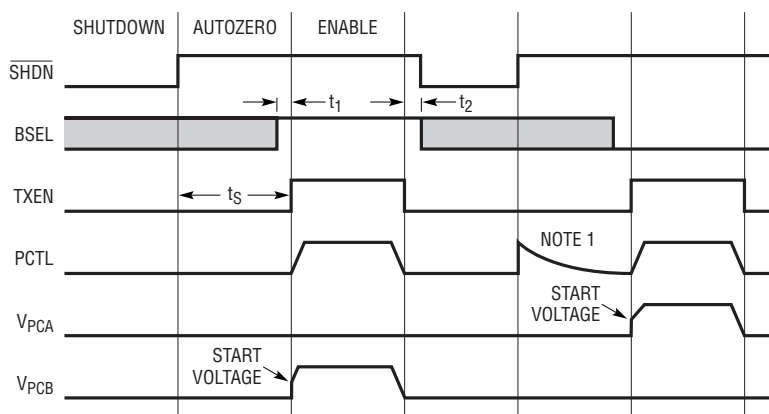 SHUTDOWN AUTOZERO ENABLE
SHDN
t1 t2
BSEL
TXEN tS
PCTL NOTE 1
START
VOLTAGE
VPCA
START
VOLTAGE
VPCB